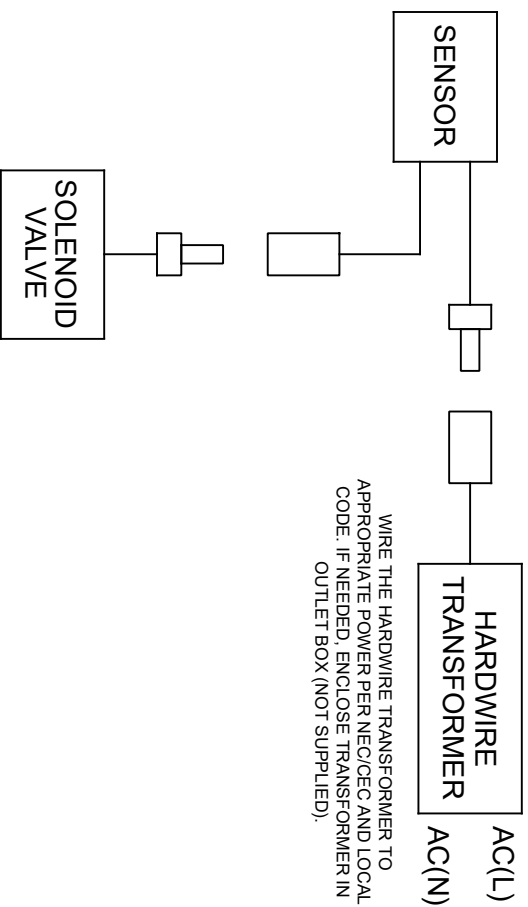 SENSOR
HARDWIRE
TRANSFORMER
AC(L)
AC(N)
WIRE THE HARDWIRE TRANSFORMER TO
APPROPRIATE POWER PER NEC/CEC AND LOCAL
CODE. IF NEEDED, ENCLOSE TRANSFORMER IN
OUTLET BOX (NOT SUPPLIED).
SOLENOID
VALVE